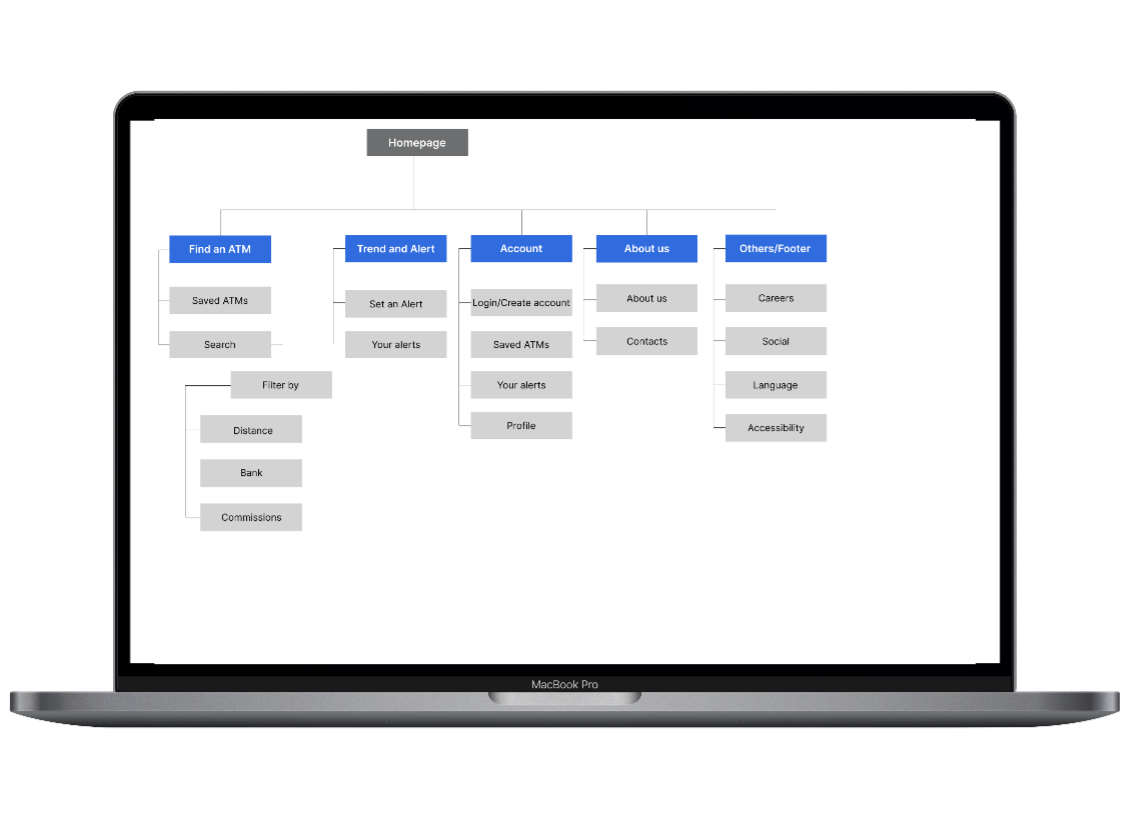 Homepage
Find an ATM
Trend and Alert
Account
About us
Others/Footer
Saved ATMs
Set an Alert
Login/Create account
About us
Careers
Search
Your alerts
Saved ATMs
Contacts
Social
Filter by
Your alerts
Language
Distance
Profile
Accessibility
Bank
Commissions
MacBook Pro